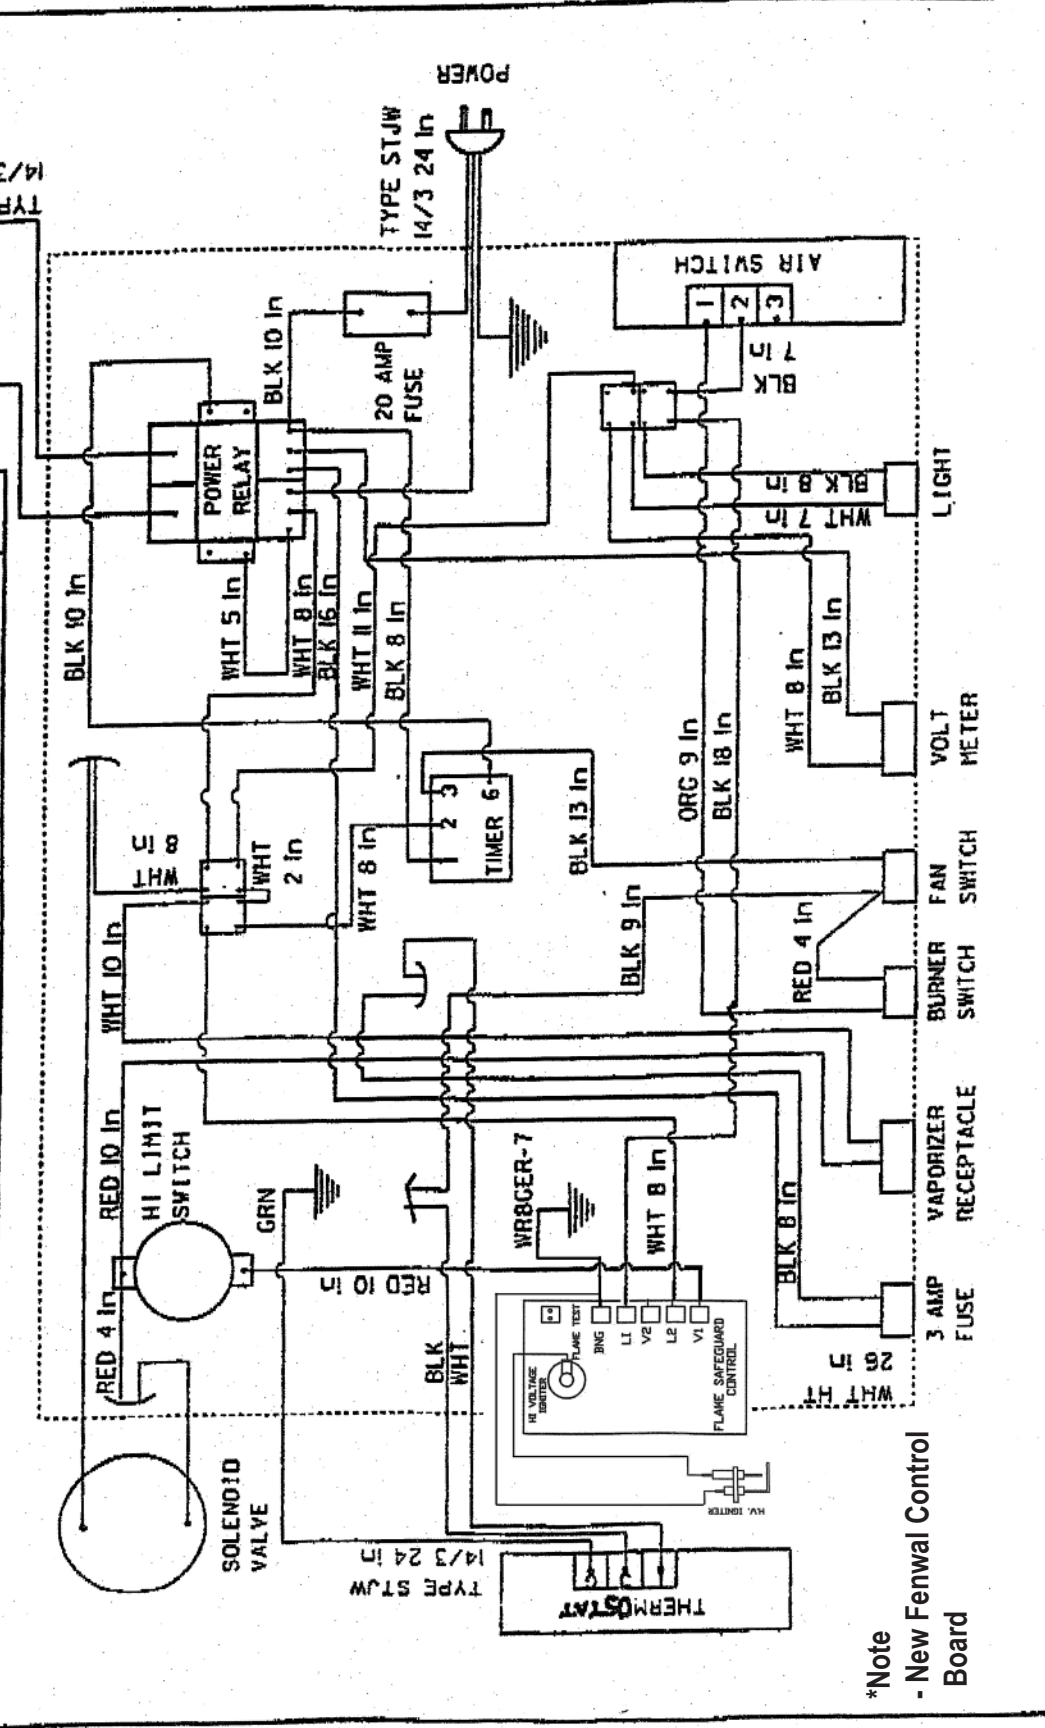 POWER
TYPE STJW
14/3 24 In
14/3
AIR SWITCH
1
2
3
BLK
7 in
BLK 10 In
20 AMP
FUSE
POWER
RELAY
LIGHT
BLK 8 in
WHT 7 in
BLK 10 In
WHT 5 In
WHT 8 In
BLK 16 In
WHT 11 In
BLK 8 In
WHT 8 In
BLK 13 In
VOLT
METER
ORG 9 In
BLK 18 In
WHT
8 in
WHT
2 In
WHT 8 In
TIMER
3
2
6
BLK 13 In
FAN
SWITCH
BLK 9 In
RED 4 In
BURNER
SWITCH
WHT 10 In
RED 10 In
HI LIMIT
SWITCH
GRN
WR8GER-7
WHT 8 In
VAPORIZER
RECEPTACLE
BLK 8 In
3 AMP
FUSE
RED 10 in
RED 4 In
BLK
WHT
FLAME TEST
BNG
L1
V2
L2
V1
HI VOLTAGE
IGNITER
FLAME SAFEGUARD
CONTROL
WHT HT
26 in
SOLENOID
VALVE
H.V. IGNITER
TYPE STJW
14/3 24 in
THERMOSTAT
*Note
- New Fenwal Control
Board